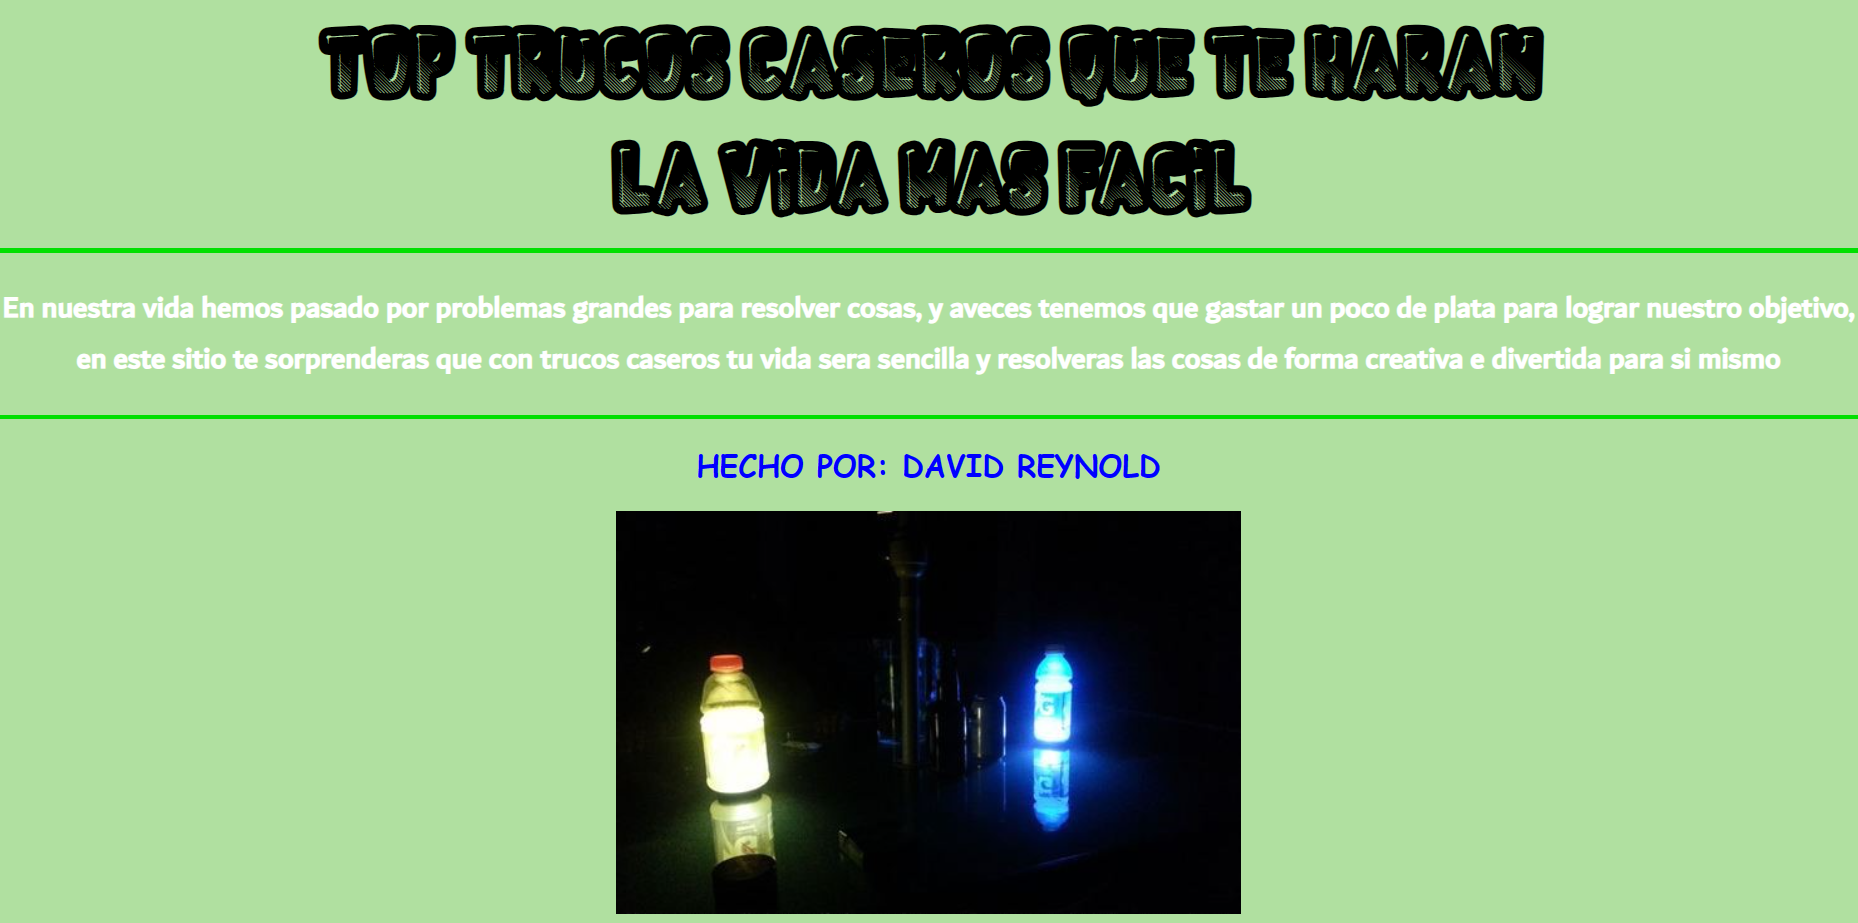 TOP TRUCOS CASEROS QUE TE HARAN
LA ViDA MAS FACiL
En nuestra vida hemos pasado por problemas grandes para resolver cosas, y aveces tenemos que gastar un poco de plata para lograr nuestro objetivo,
en este sitio te sorprenderas que con trucos caseros tu vida sera sencilla y resolveras las cosas de forma creativa e divertida para si mismo
HECHO POR: DAVID REYNOLD
G